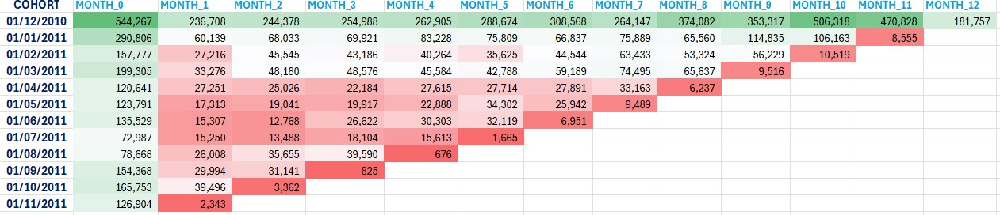 COHORT MONTH_0 MONTH_1 MONTH_2 MONTH_3 MONTH_4 MONTH_5 MONTH_6 MONTH_7 MONTH_8 MONTH_9 MONTH_10 MONTH_11 MONTH_12
01/12/2010 544,267 236,708 244,378 254,988 262,905 288,674 308,568 264,147 374,082 353,317 506,318 470,828 181,757
01/01/2011 290,806 60,139 68,033 69,921 83,228 75,809 66,837 75,889 65,560 114,835 106,163 8,555
01/02/2011 157,777 27,216 45,545 43,186 40,264 35,625 44,544 63,433 53,324 56,229 10,519
01/03/2011 199,305 33,276 48,180 48,576 45,584 42,788 59,189 74,495 65,637 9,516
01/04/2011 120,641 27,251 25,026 22,184 27,615 27,714 27,891 33,163 6,237
01/05/2011 123,791 17,313 19,041 19,917 22,888 34,302 25,942 9,489
01/06/2011 135,529 15,307 12,768 26,622 30,303 32,119 6,951
01/07/2011 72,987 15,250 13,488 18,104 15,613 1,665
01/08/2011 78,668 26,008 35,655 39,590 676
01/09/2011 154,368 29,994 31,141 825
01/10/2011 165,753 39,496 3,362
01/11/2011 126,904 2,343